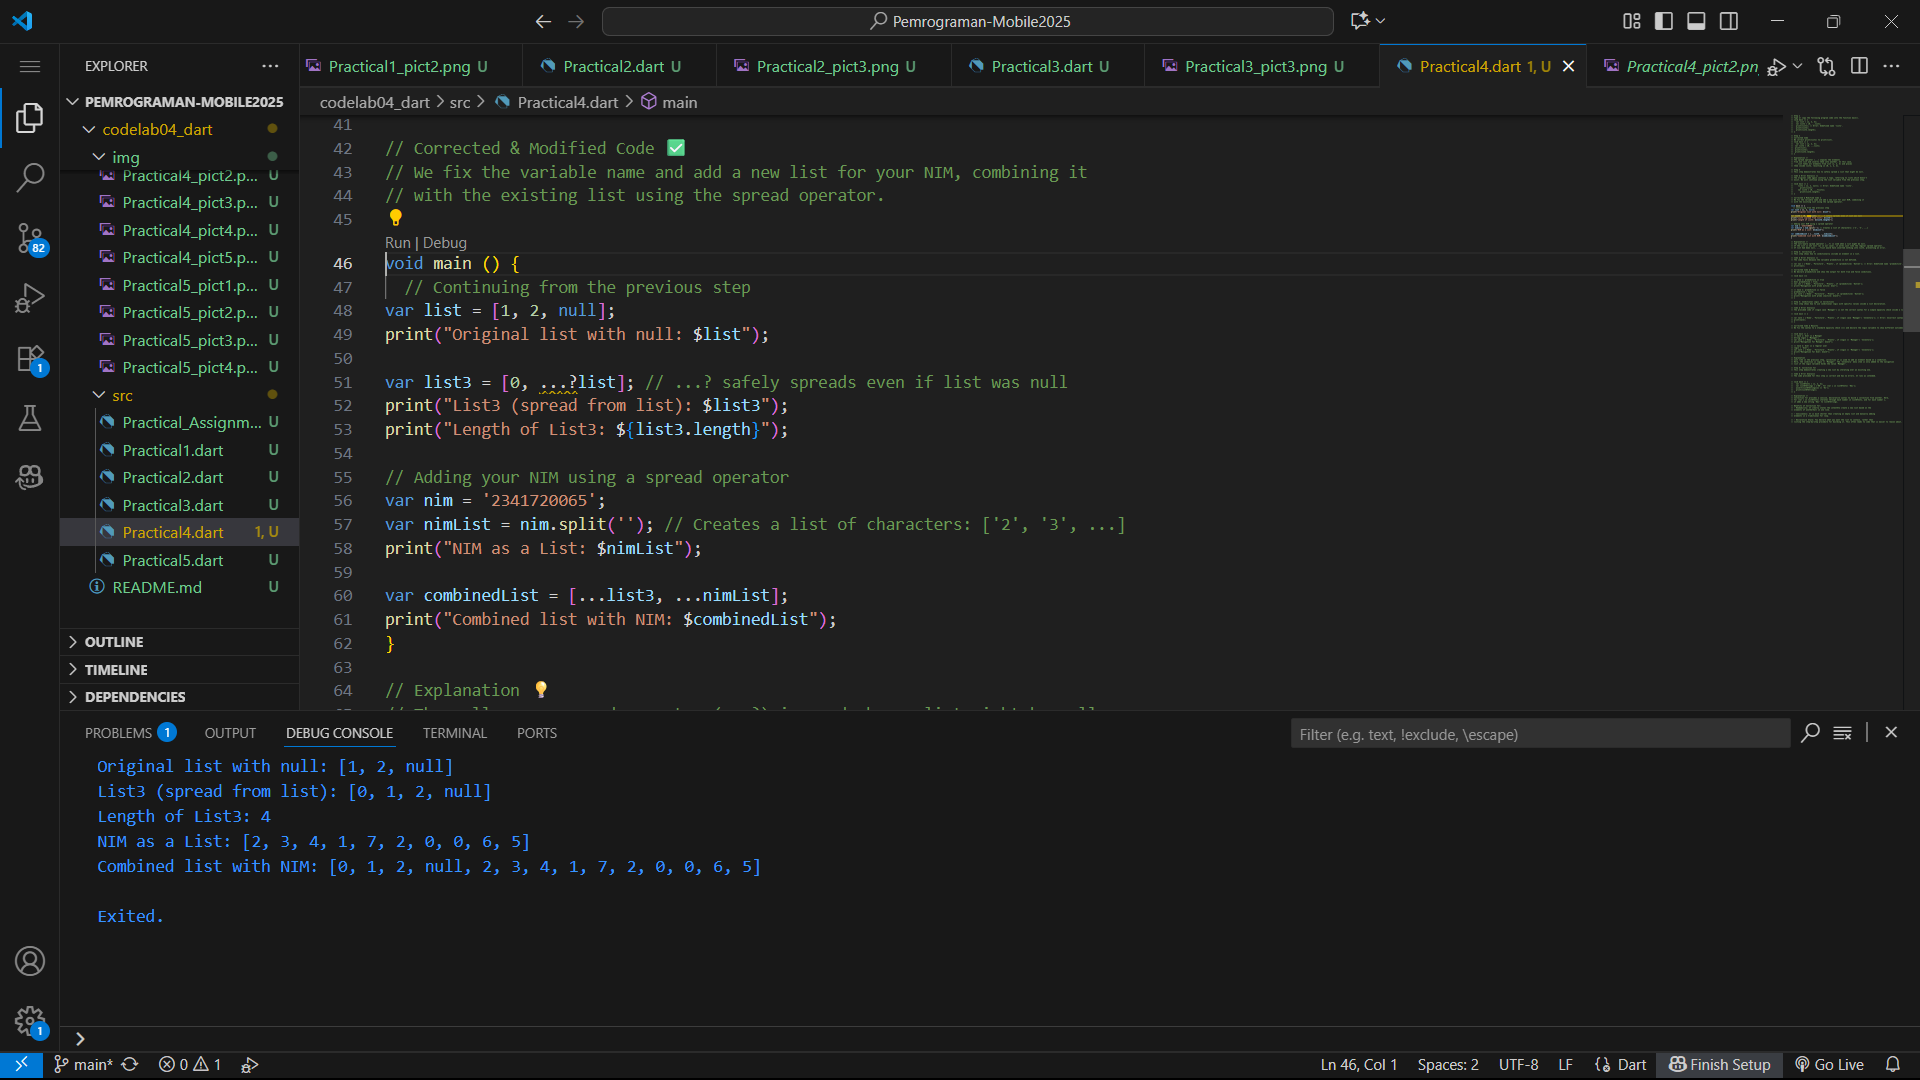 Pemrograman-Mobile2025
EXPLORER
Practical1_pict2.png U
Practical2.dart U
Practical2_pict3.png U
Practical3.dart U
Practical3_pict3.png U
Practical4.dart 1, U
Practical4_pict2.pn
PEMROGRAMAN-MOBILE2025
codelab04_dart
img
Practical4_pict2.p... U
Practical4_pict3.p... U
Practical4_pict4.p... U
Practical4_pict5.p... U
Practical5_pict1.p... U
Practical5_pict2.p... U
Practical5_pict3.p... U
Practical5_pict4.p... U
src
Practical_Assignm... U
Practical1.dart U
Practical2.dart U
Practical3.dart U
Practical4.dart 1, U
Practical5.dart U
README.md U
OUTLINE
TIMELINE
DEPENDENCIES
82
1
1
codelab04_dart > src > Practical4.dart > main
41
42 // Corrected & Modified Code ✅
43 // We fix the variable name and add a new list for your NIM, combining it
44 // with the existing list using the spread operator.
45
Run | Debug
46 void main () {
47 // Continuing from the previous step
48 var list = [1, 2, null];
49 print("Original list with null: $list");
50
51 var list3 = [0, ...?list]; // ...? safely spreads even if list was null
52 print("List3 (spread from list): $list3");
53 print("Length of List3: ${list3.length}");
54
55 // Adding your NIM using a spread operator
56 var nim = '2341720065';
57 var nimList = nim.split(''); // Creates a list of characters: ['2', '3', ...]
58 print("NIM as a List: $nimList");
59
60 var combinedList = [...list3, ...nimList];
61 print("Combined list with NIM: $combinedList");
62 }
63
64 // Explanation 💡
PROBLEMS 1
OUTPUT
DEBUG CONSOLE
TERMINAL
PORTS
Filter (e.g. text, !exclude, \escape)
Original list with null: [1, 2, null]
List3 (spread from list): [0, 1, 2, null]
Length of List3: 4
NIM as a List: [2, 3, 4, 1, 7, 2, 0, 0, 6, 5]
Combined list with NIM: [0, 1, 2, null, 2, 3, 4, 1, 7, 2, 0, 0, 6, 5]
Exited.
main* 0 1
Ln 46, Col 1
Spaces: 2
UTF-8
LF
Dart
Finish Setup
Go Live